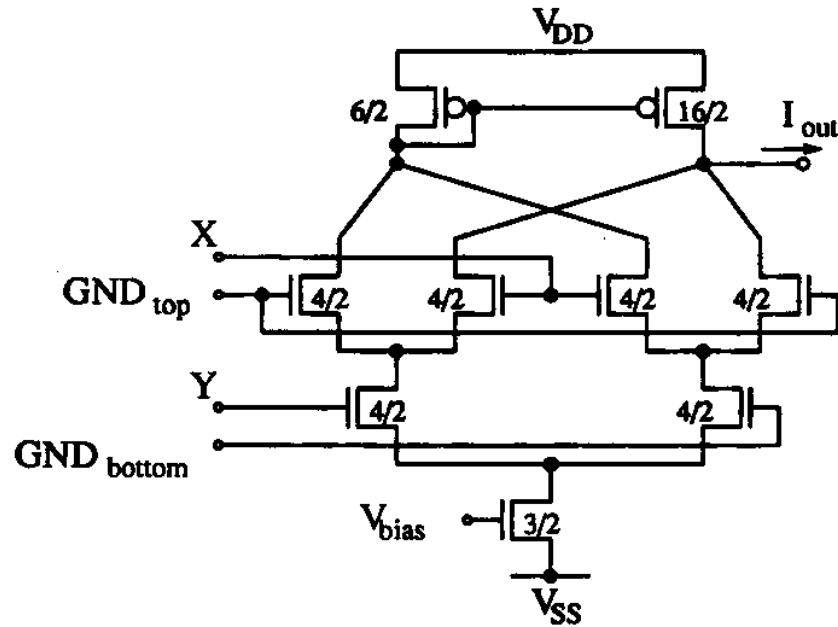 V_DD
6/2
16/2
I_out
X
GND_top
4/2 4/2 4/2 4/2
Y
4/2 4/2
GND_bottom
V_bias
3/2
V_SS